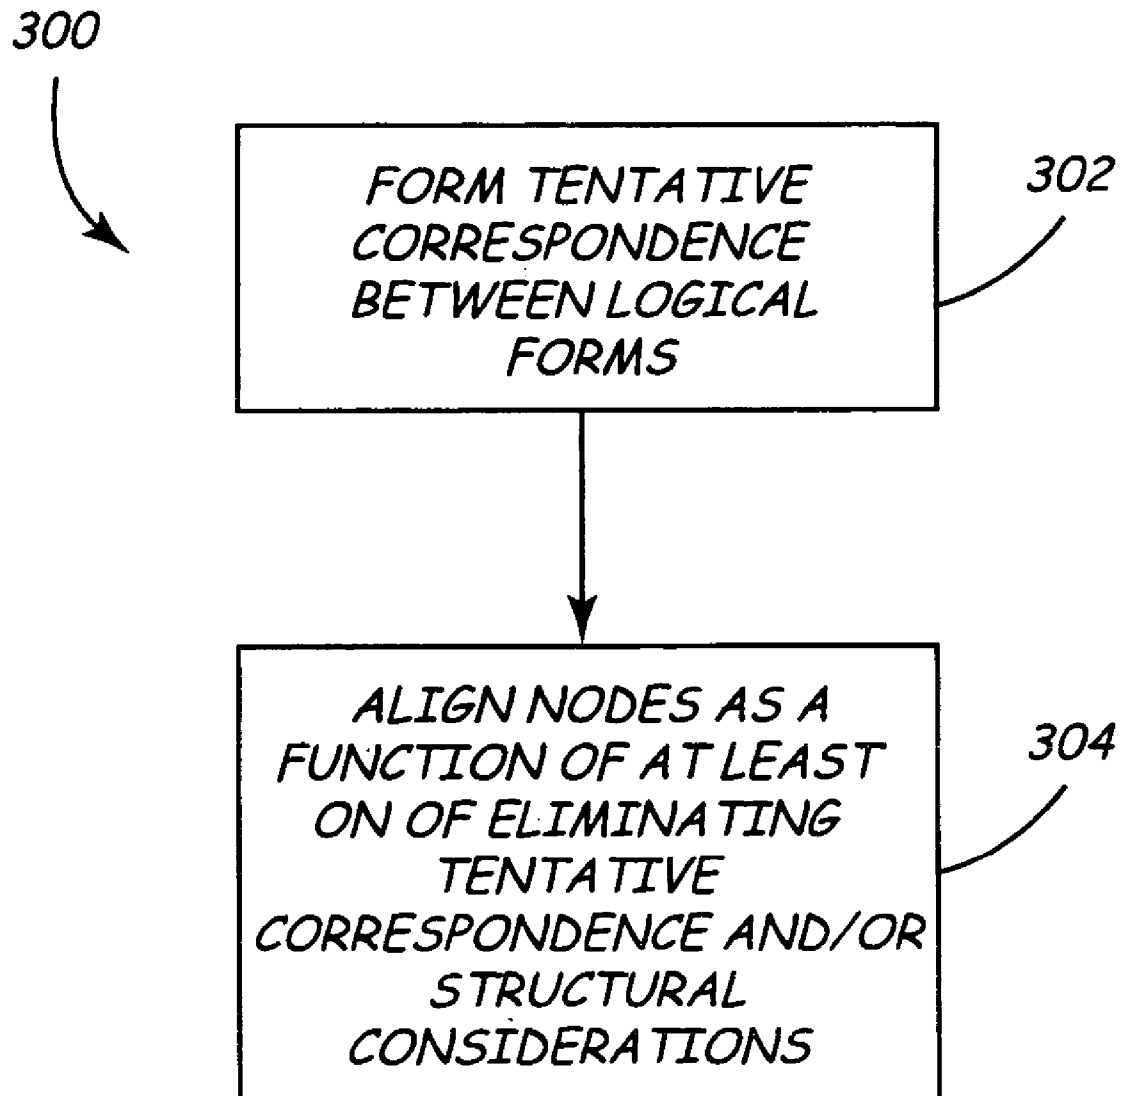 300
FORM TENTATIVE
CORRESPONDENCE
BETWEEN LOGICAL
FORMS
302
ALIGN NODES AS A
FUNCTION OF AT LEAST
ON OF ELIMINATING
TENTATIVE
CORRESPONDENCE AND/OR
STRUCTURAL
CONSIDERATIONS
304